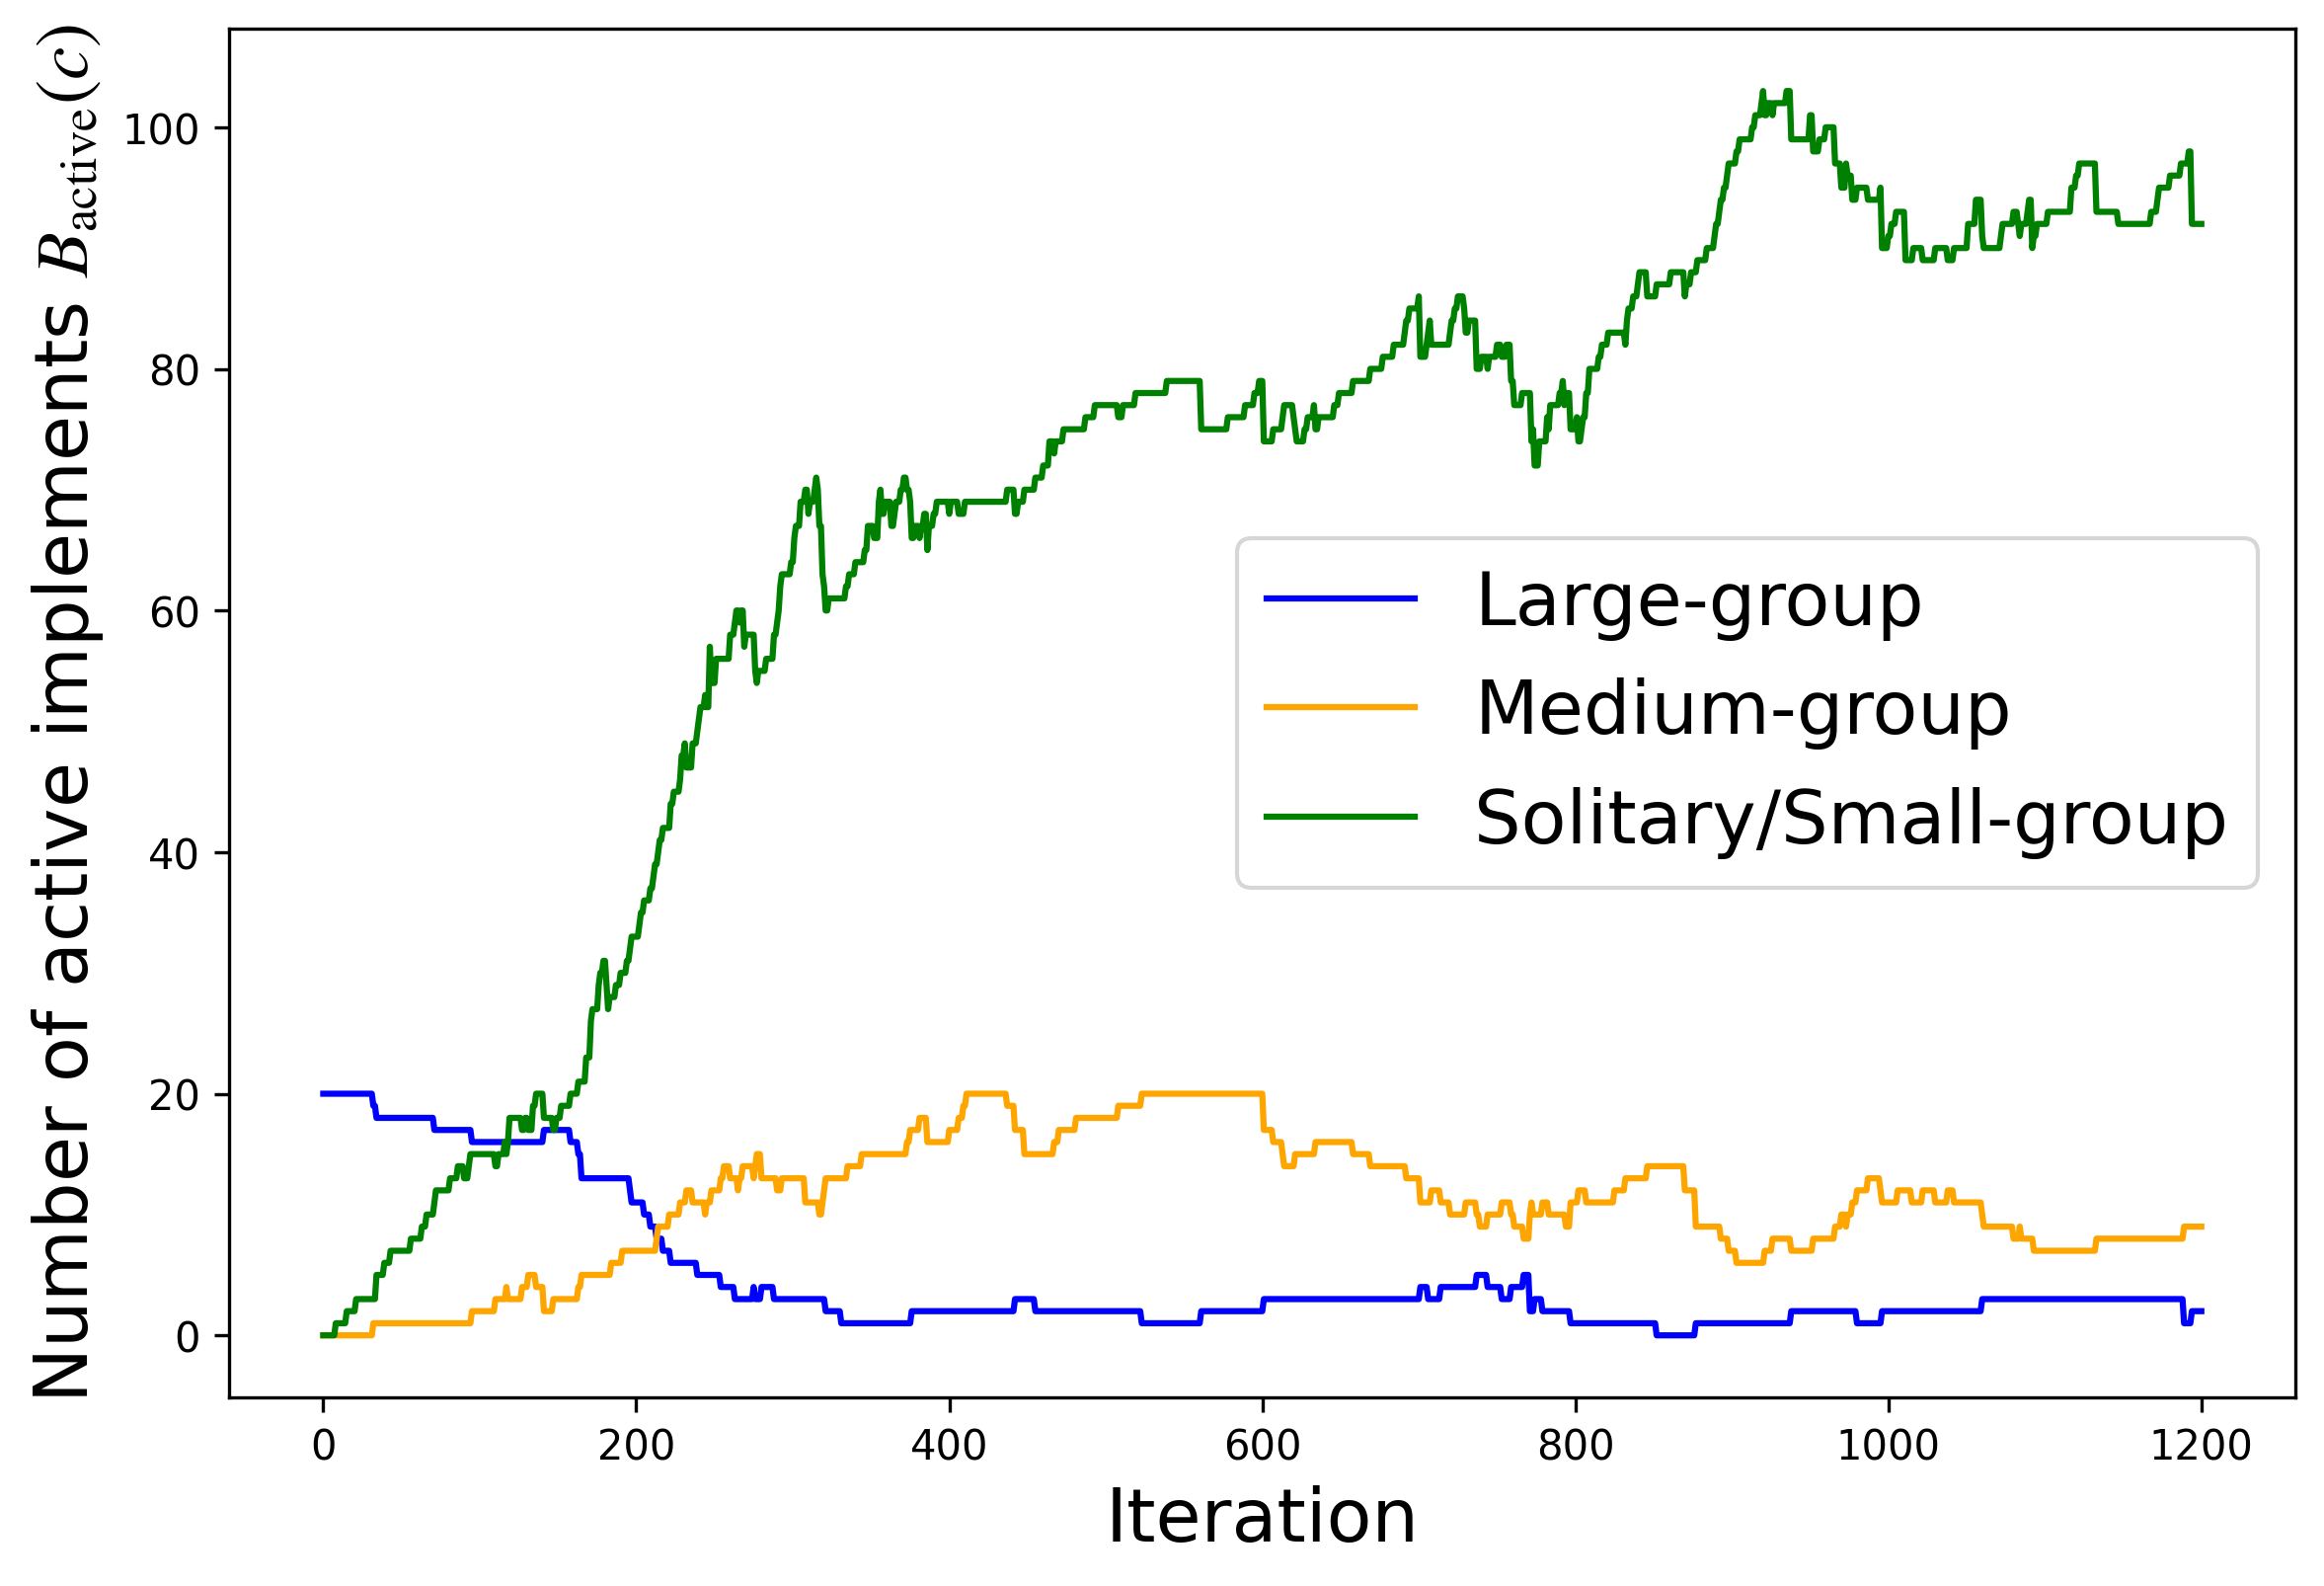 Number of active implements B_active(c)
100
80
60
40
20
0
Large-group
Medium-group
Solitary/Small-group
0 200 400 600 800 1000 1200
Iteration